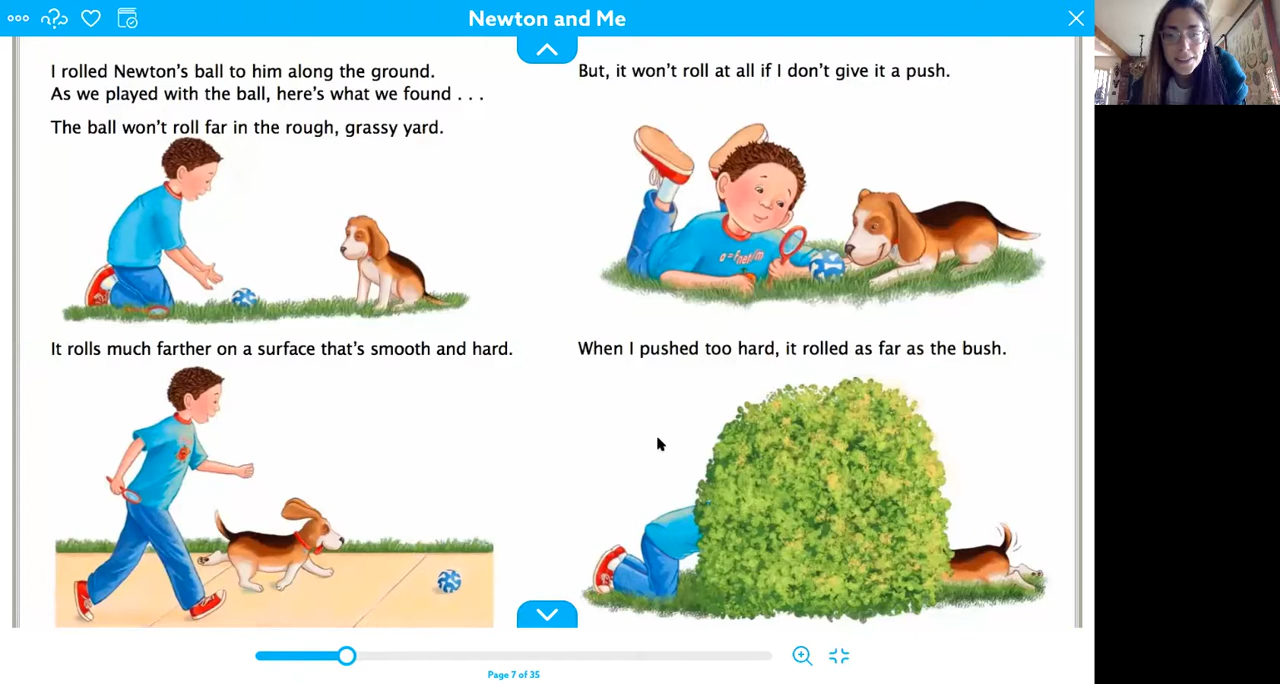 Newton and Me
I rolled Newton's ball to him along the ground.
As we played with the ball, here's what we found . . .
The ball won't roll far in the rough, grassy yard.
It rolls much farther on a surface that's smooth and hard.
But, it won't roll at all if I don't give it a push.
a=fnet/m
When I pushed too hard, it rolled as far as the bush.
Page 7 of 35